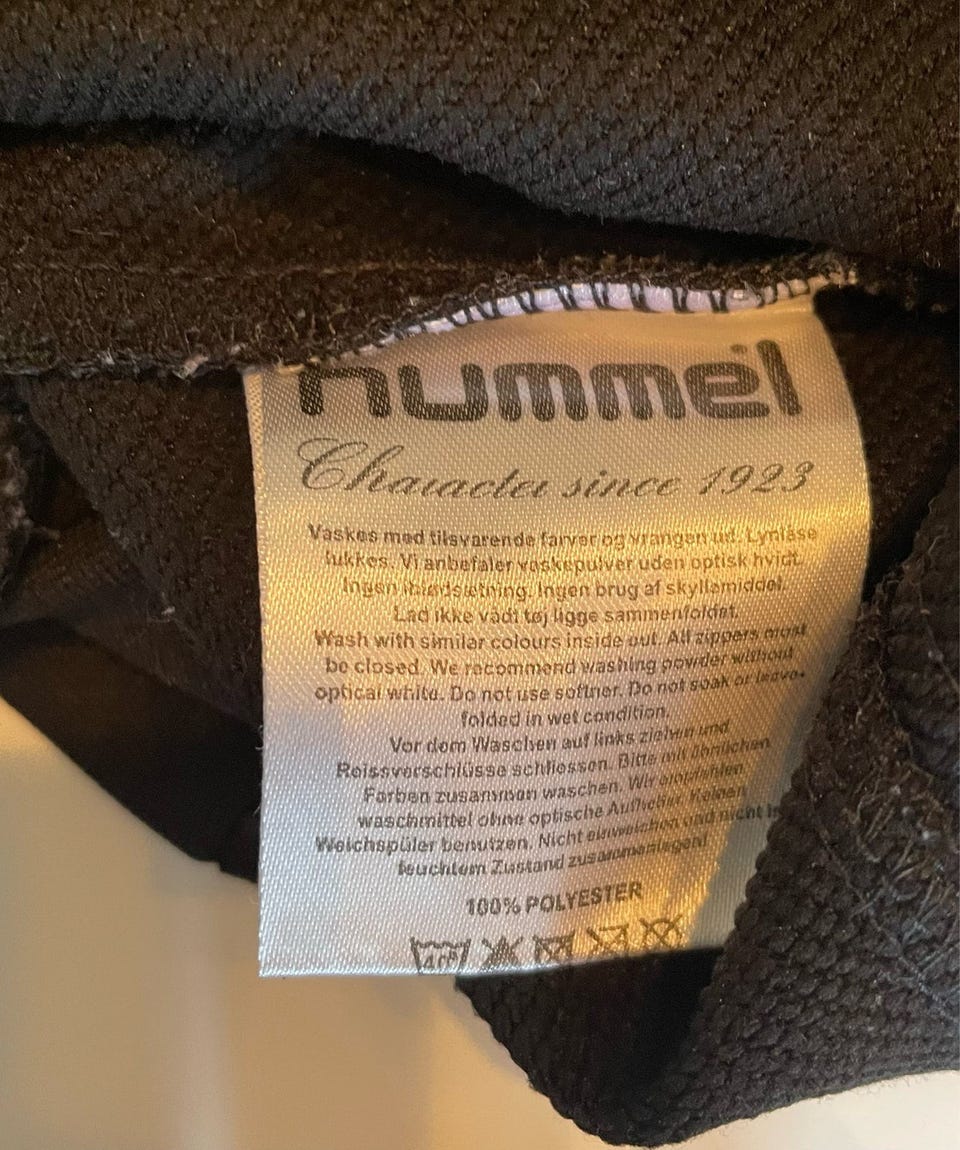 hummel
Character since 1923
Vaskes med tilsvarende farver og vrangen ud. Lynlåse
lukkes. Vi anbefaler vaskepulver uden optisk hvidt.
Ingen iblødsætning. Ingen brug af skyllemiddel.
Lad ikke vådt tøj ligge sammenfoldet.
Wash with similar colours inside out. All zippers must
be closed. We recommend washing powder without
optical white. Do not use softner. Do not soak or leave
folded in wet condition.
Vor dem Waschen auf links ziehen und
Reissverschlüsse schliessen. Bitte mit ähnlichen
Farben zusammen waschen. Wir empfehlen
waschmittel ohne optische Aufheller. Keinen
Weichspüler benutzen. Nicht einweichen und nicht in
feuchtem Zustand zusammenlegen!
100% POLYESTER
40°